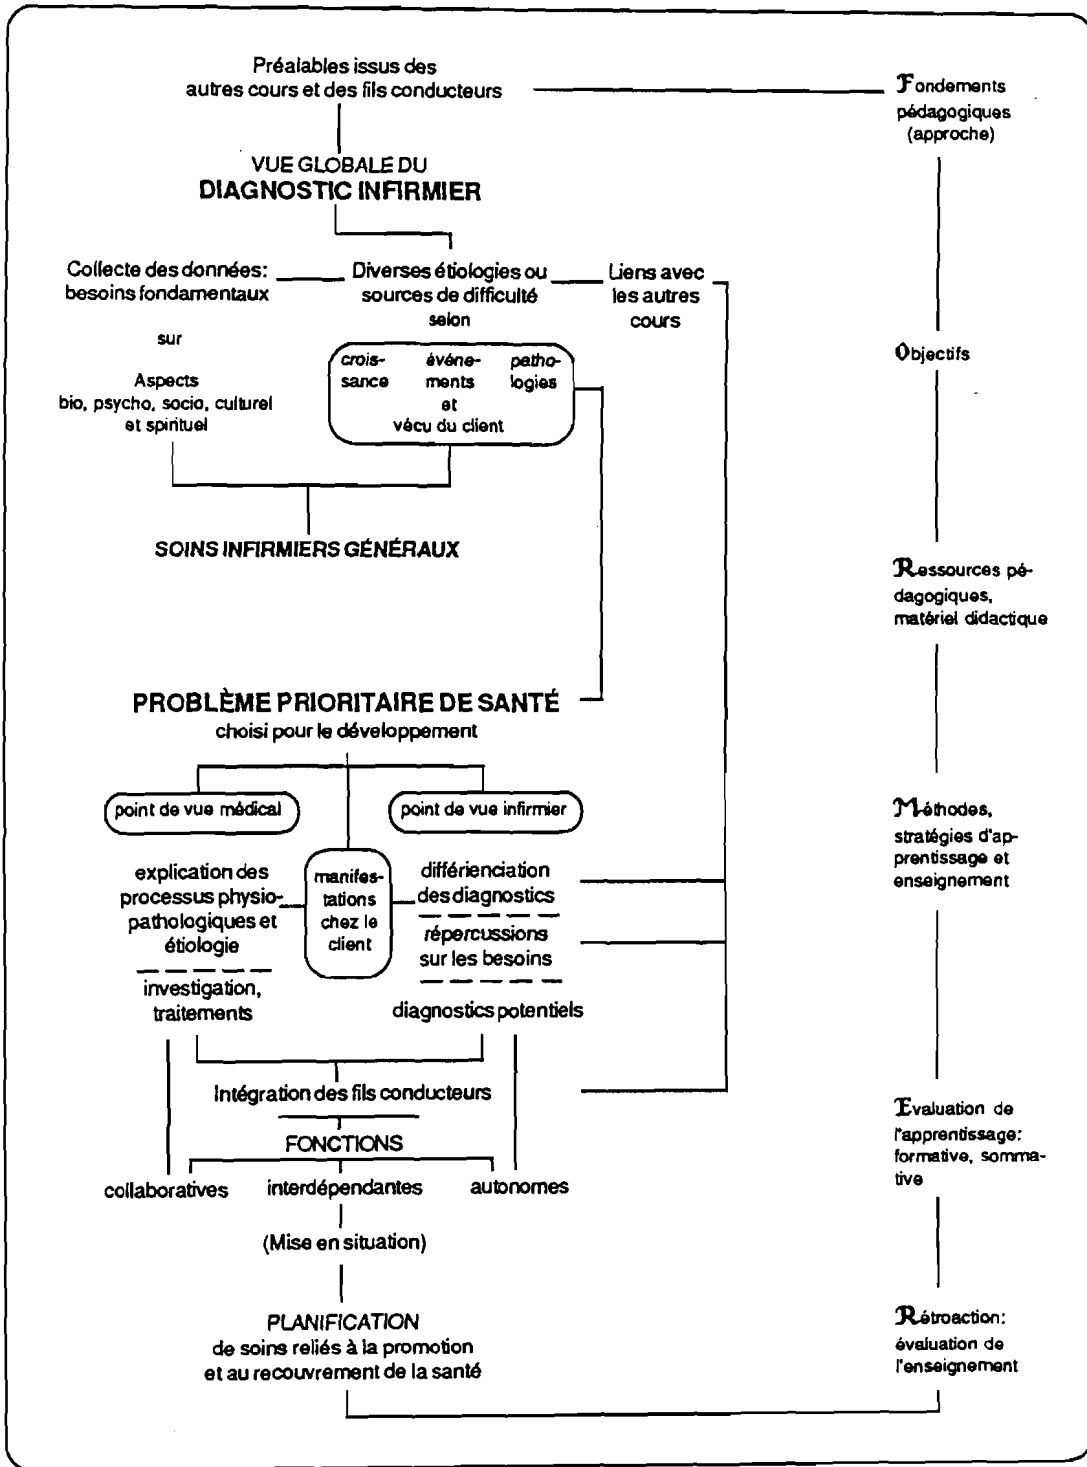 Préalables issus des
autres cours et des fils conducteurs
VUE GLOBALE DU
DIAGNOSTIC INFIRMIER
Collecte des données:
besoins fondamentaux
sur
Aspects
bio, psycho, socio, culturel
et spirituel
Diverses étiologies ou
sources de difficulté
selon
crois-
sance
événe-
ments
patho-
logies
et
vécu du client
Liens avec
les autres
cours
SOINS INFIRMIERS GÉNÉRAUX
PROBLÈME PRIORITAIRE DE SANTÉ
choisi pour le développement
point de vue médical
point de vue infirmier
explication des
processus physio-
pathologiques et
étiologie
investigation,
traitements
manifes-
tations
chez le
client
différienciation
des diagnostics
répercussions
sur les besoins
diagnostics potentiels
Intégration des fils conducteurs
FONCTIONS
collaboratives
interdépendantes
autonomes
(Mise en situation)
PLANIFICATION
de soins reliés à la promotion
et au recouvrement de la santé
Fondements
pédagogiques
(approche)
Objectifs
Ressources pé-
dagogiques,
matériel didactique
Méthodes,
stratégies d'ap-
prentissage et
enseignement
Evaluation de
l'apprentissage:
formative, somma-
tive
Rétroaction:
évaluation de
l'enseignement